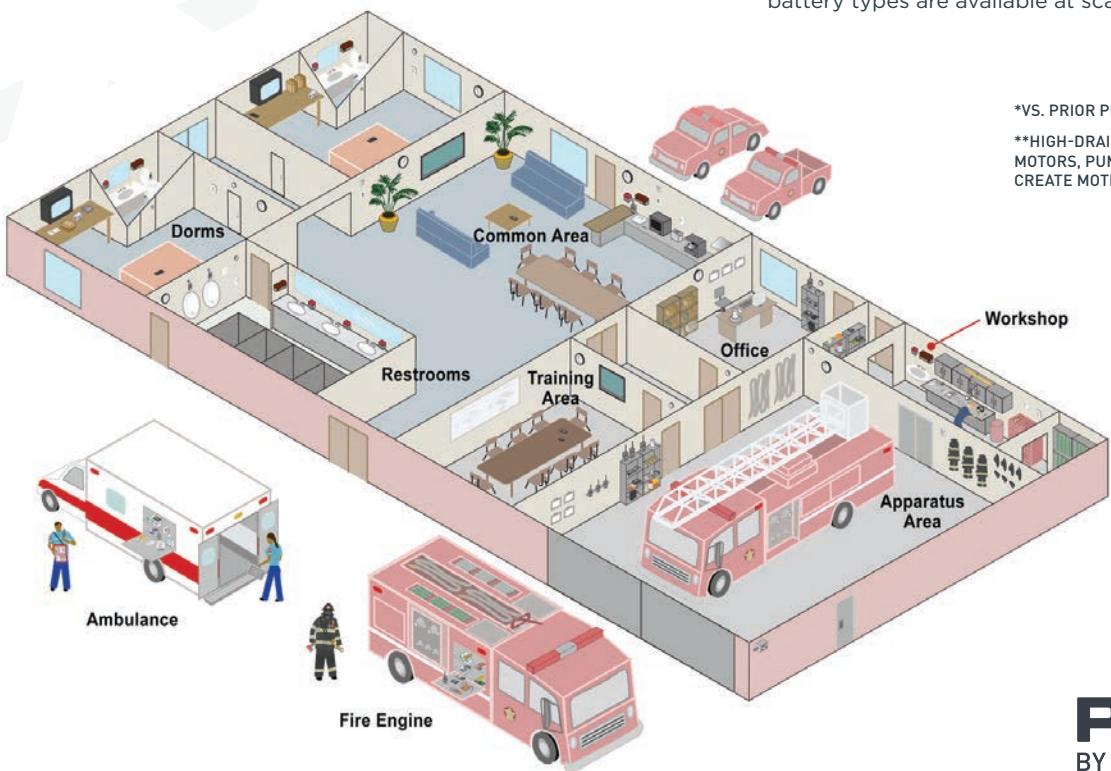 battery types are available at sca
*VS. PRIOR P
**HIGH-DRAI
MOTORS, PUM
CREATE MOTI
Dorms
Common Area
Workshop
Office
Restrooms
Training
Area
Apparatus
Area
Ambulance
Fire Engine
P
BY